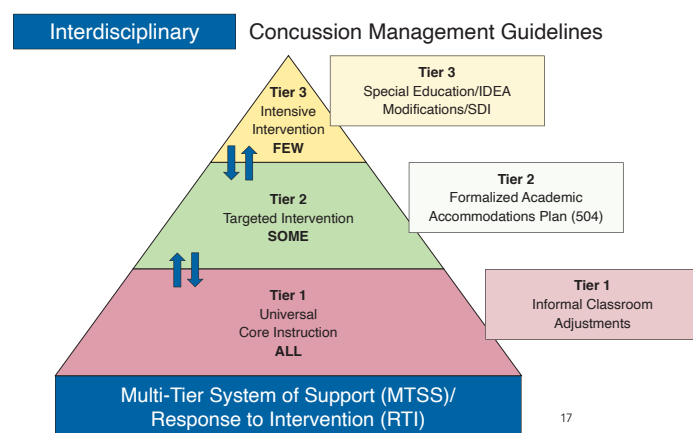 Interdisciplinary
Concussion Management Guidelines
Tier 3
Intensive
Intervention
FEW
Tier 3
Special Education/IDEA
Modifications/SDI
Tier 2
Targeted Intervention
SOME
Tier 2
Formalized Academic
Accommodations Plan (504)
Tier 1
Universal
Core Instruction
ALL
Tier 1
Informal Classroom
Adjustments
Multi-Tier System of Support (MTSS)/
Response to Intervention (RTI)
17